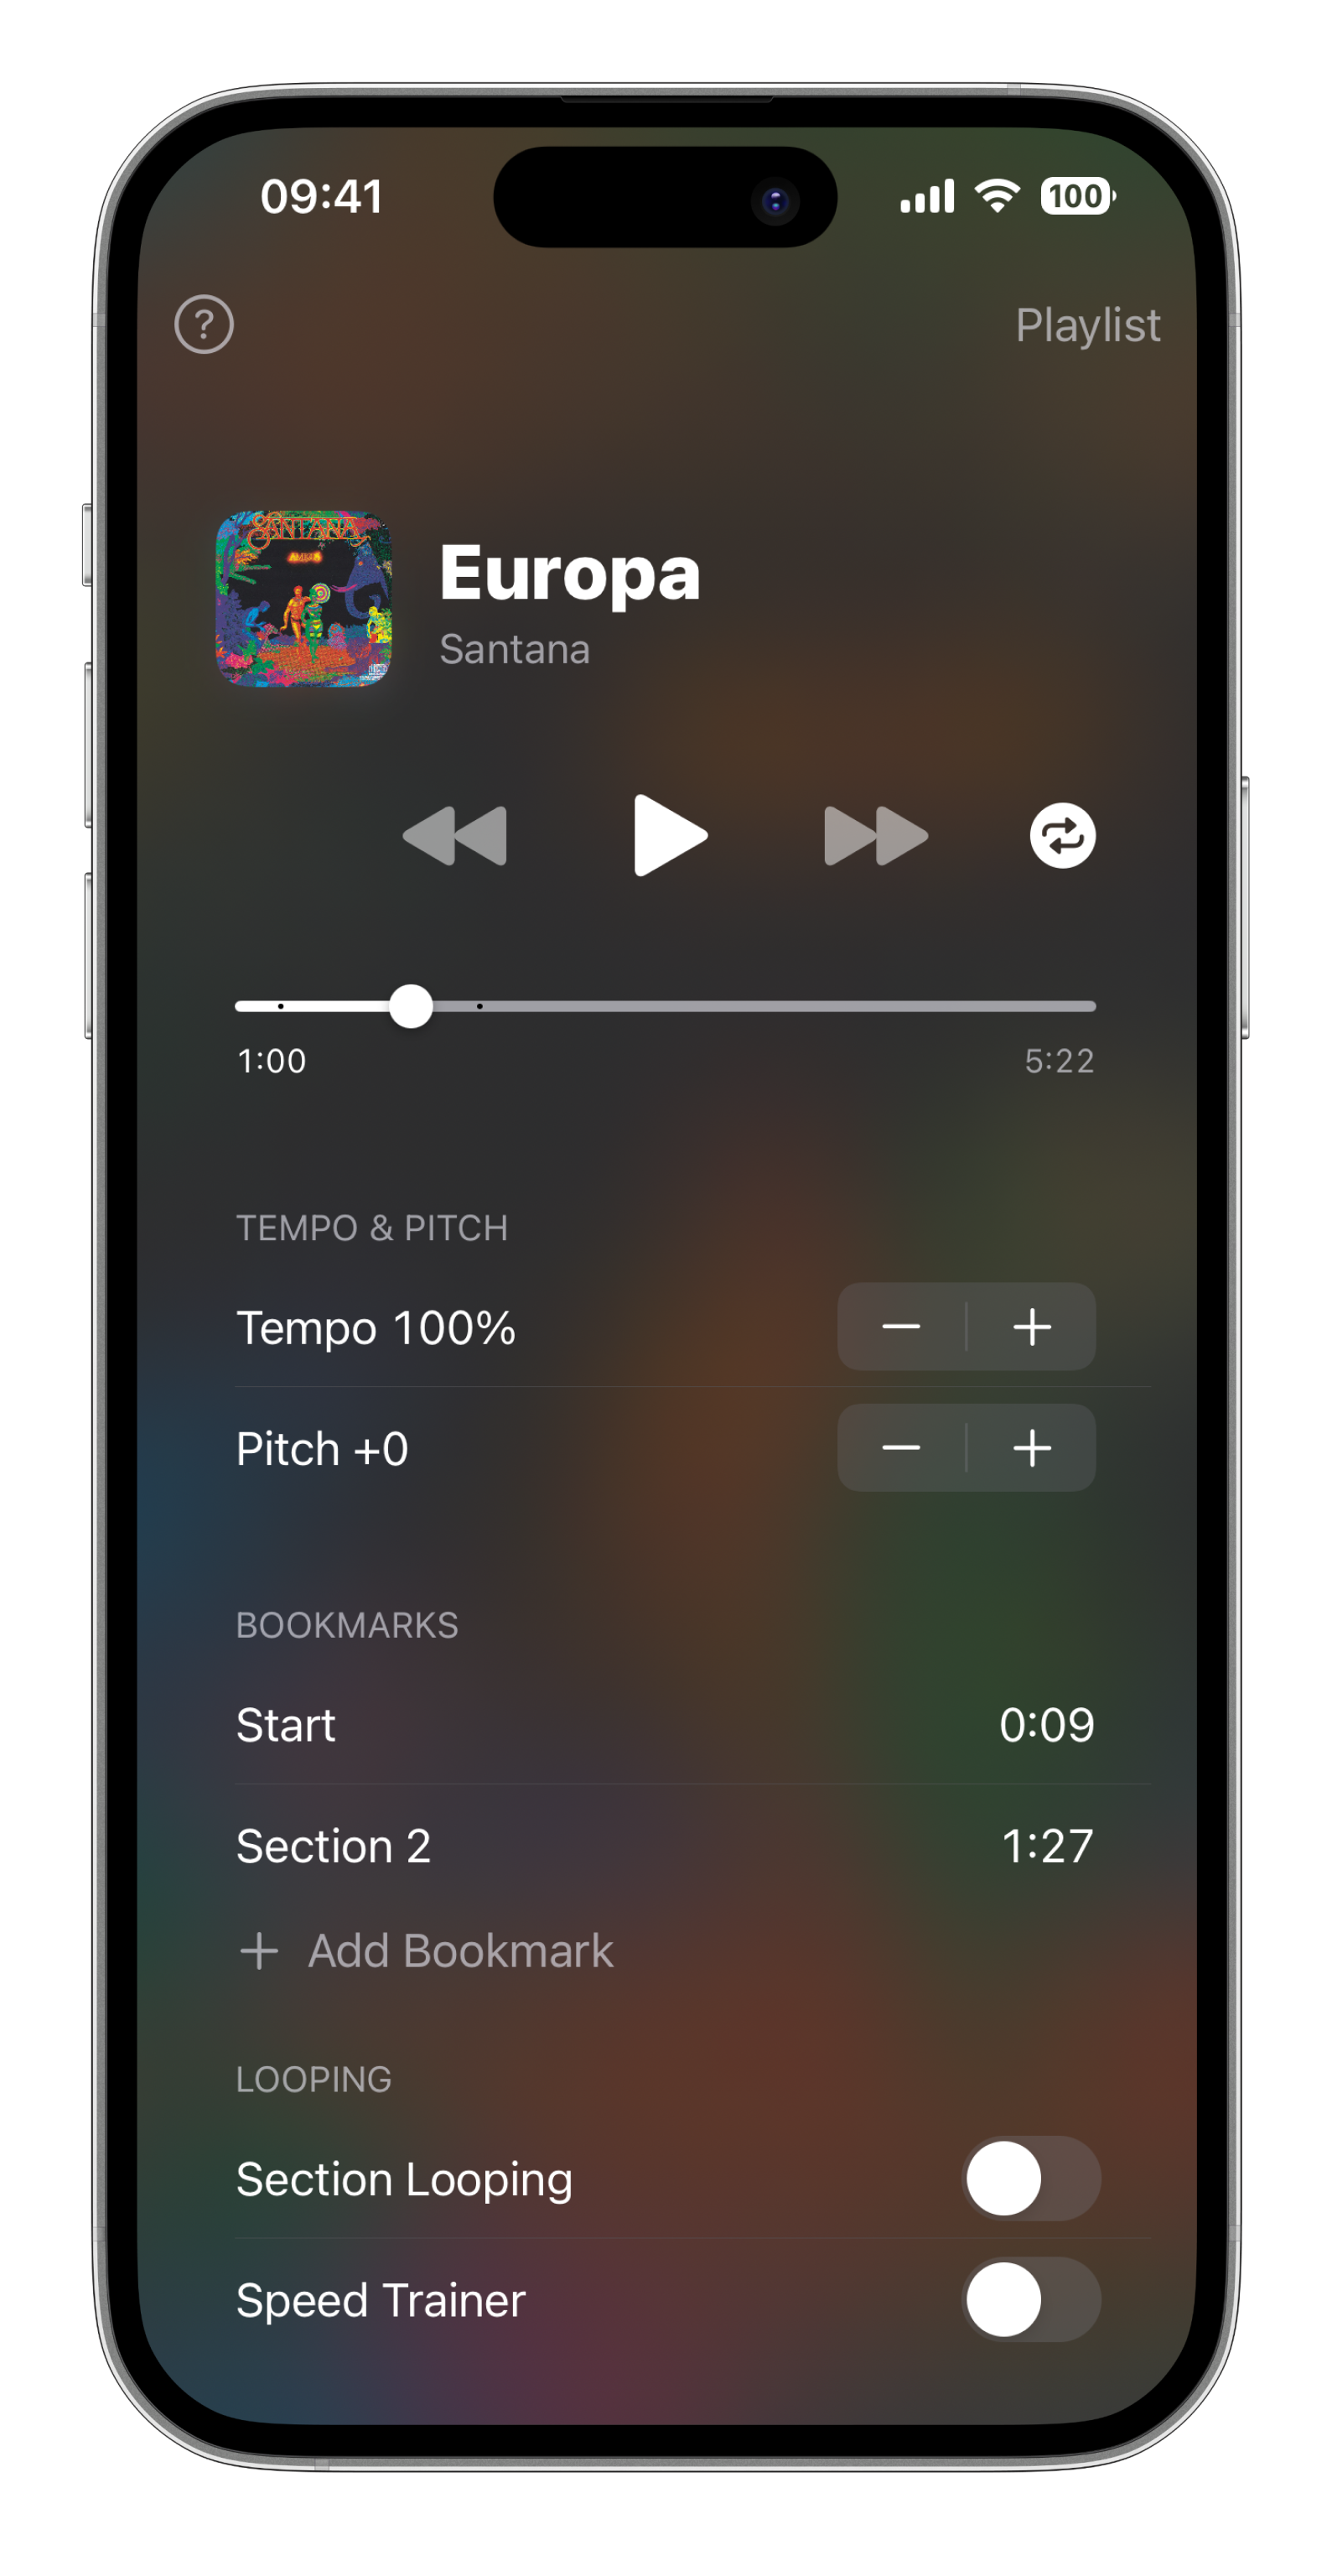 09:41
100
?
Playlist
SANTANA
AMIGOS
Europa
Santana
1:00
5:22
TEMPO & PITCH
Tempo 100%
Pitch +0
BOOKMARKS
Start
0:09
Section 2
1:27
+ Add Bookmark
LOOPING
Section Looping
Speed Trainer